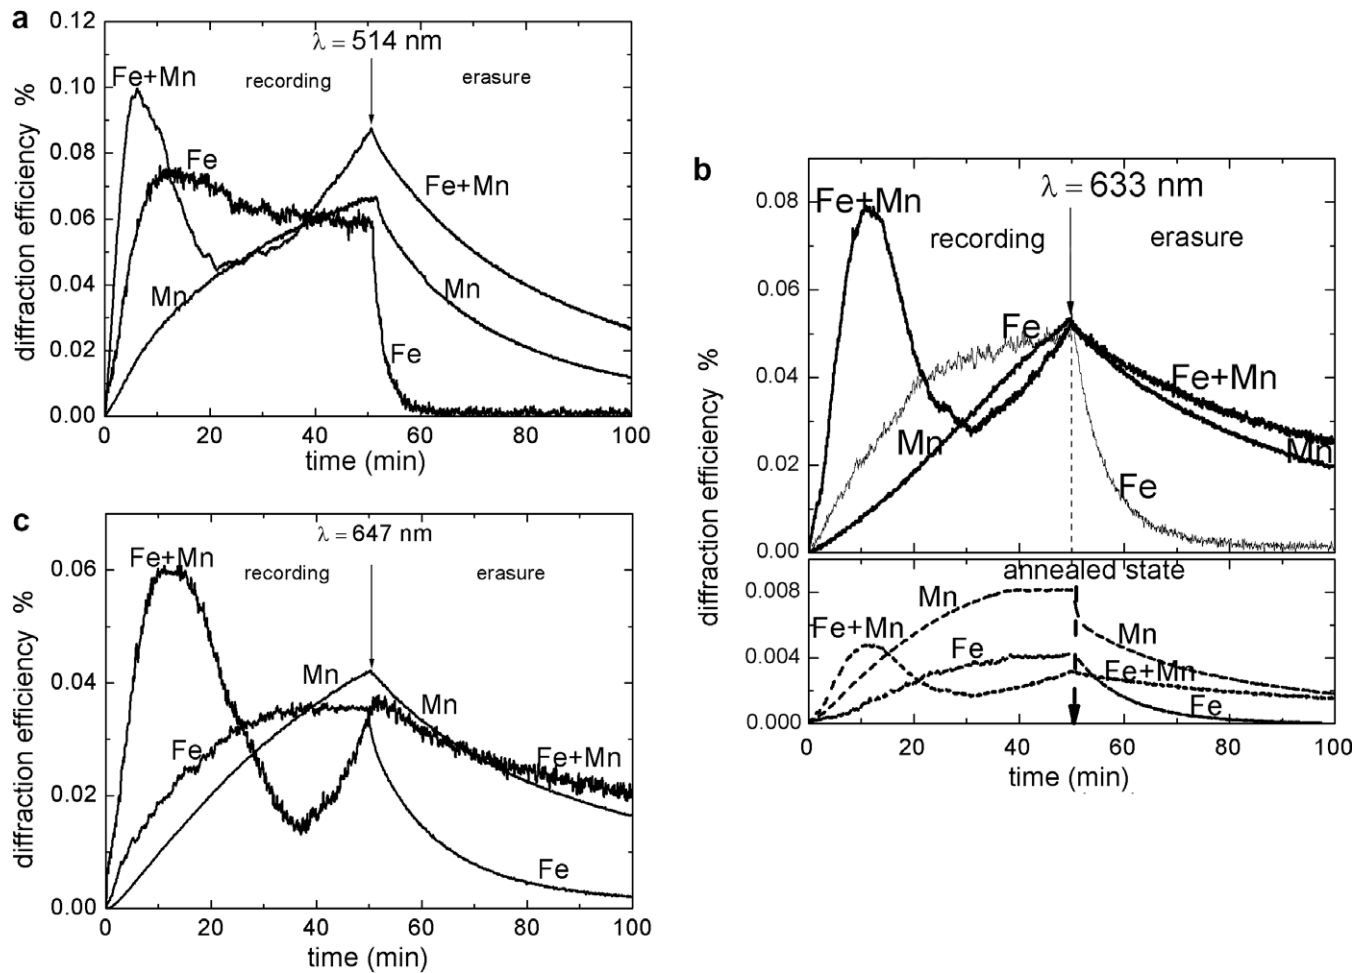 a
λ = 514 nm
Fe+Mn
recording
erasure
Fe
Fe+Mn
Mn
Mn
Fe
0.12
0.10
0.08
0.06
0.04
0.02
0.00
0 20 40 60 80 100
diffraction efficiency %
time (min)
b
λ = 633 nm
Fe+Mn
recording
erasure
Fe
Fe+Mn
Mn
Mn
Fe
0.08
0.06
0.04
0.02
0.00
annealed state
Mn
Fe+Mn
Mn
Fe
Fe+Mn
Fe
0.008
0.004
0.000
0 20 40 60 80 100
diffraction efficiency %
time (min)
c
λ = 647 nm
Fe+Mn
recording
erasure
Mn
Mn
Fe
Fe+Mn
Fe
0.06
0.04
0.02
0.00
0 20 40 60 80 100
diffraction efficiency %
time (min)